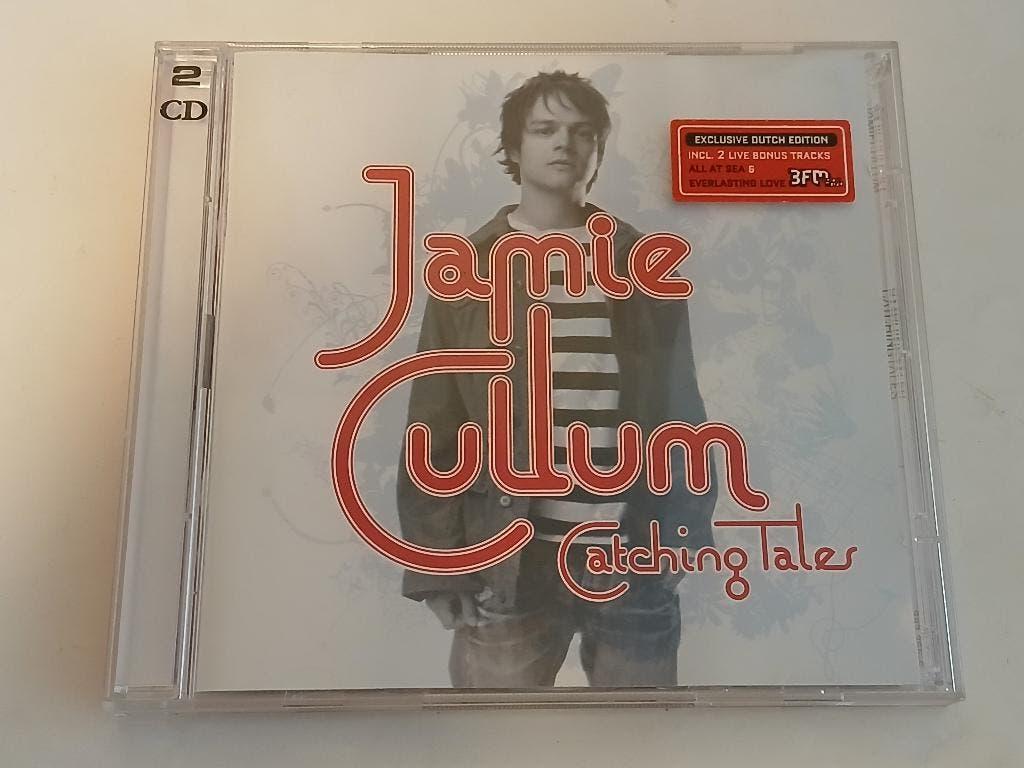 2
CD
EXCLUSIVE DUTCH EDITION
INCL. 2 LIVE BONUS TRACKS
ALL AT SEA &
EVERLASTING LOVE 3FM
Jamie
Cullum
Catching Tales